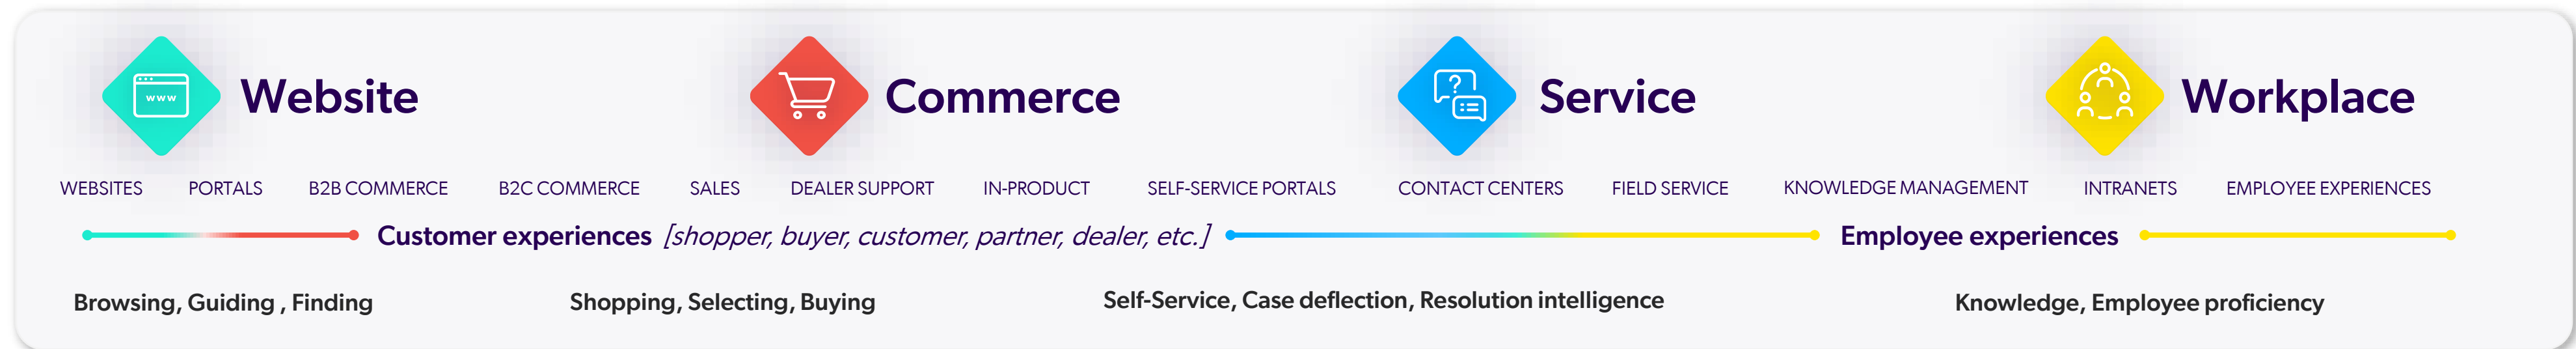 www
Website
Commerce
?
Service
Workplace
WEBSITES PORTALS B2B COMMERCE B2C COMMERCE SALES DEALER SUPPORT IN-PRODUCT SELF-SERVICE PORTALS CONTACT CENTERS FIELD SERVICE KNOWLEDGE MANAGEMENT INTRANETS EMPLOYEE EXPERIENCES
Customer experiences [shopper, buyer, customer, partner, dealer, etc.] Employee experiences
Browsing, Guiding , Finding
Shopping, Selecting, Buying
Self-Service, Case deflection, Resolution intelligence
Knowledge, Employee proficiency